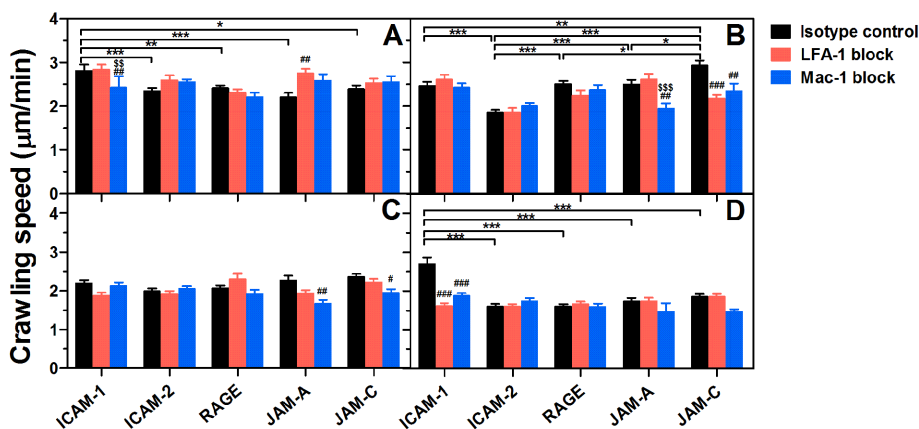 Crawling speed (μm/min)
4
3
2
1
0
3
2
1
0
A
*
***
**
***
$$
##
##
B
**
***
***
***
***
*
*
$$$
##
###
##
C
##
#
D
***
***
***
***
###
###
ICAM-1
ICAM-2
RAGE
JAM-A
JAM-C
ICAM-1
ICAM-2
RAGE
JAM-A
JAM-C
Isotype control
LFA-1 block
Mac-1 block